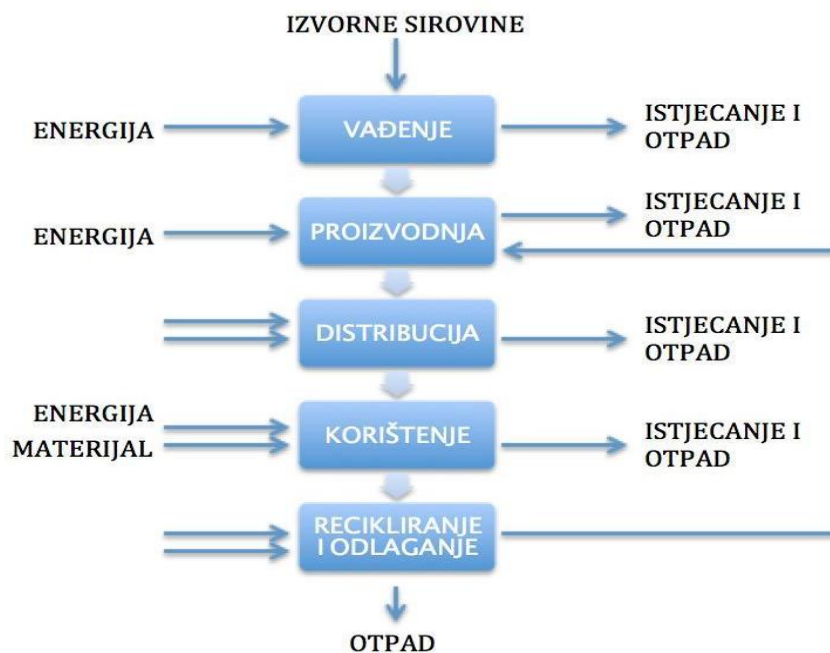 IZVORNE SIROVINE
ENERGIJA
VAĐENJE
ISTJECANJE I
OTPAD
ENERGIJA
PROIZVODNJA
ISTJECANJE I
OTPAD
DISTRIBUCIJA
ISTJECANJE I
OTPAD
ENERGIJA
MATERIJAL
KORIŠTENJE
ISTJECANJE I
OTPAD
RECIKLIRANJE
I ODLAGANJE
OTPAD